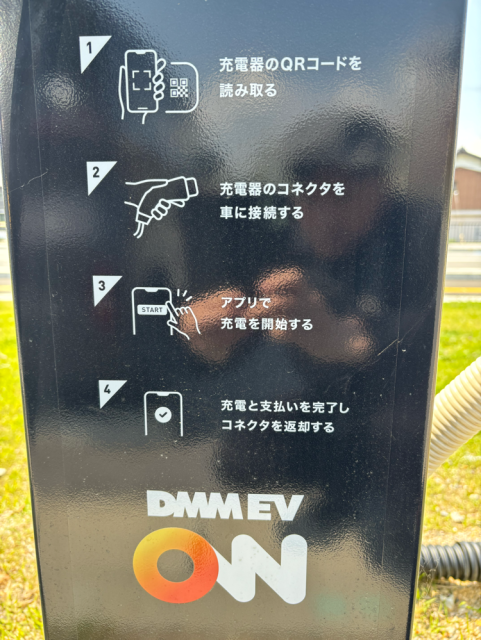 1
充電器のQRコードを
読み取る
2
充電器のコネクタを
車に接続する
3
START
アプリで
充電を開始する
4
充電と支払いを完了し
コネクタを返却する
DMM EV
ON